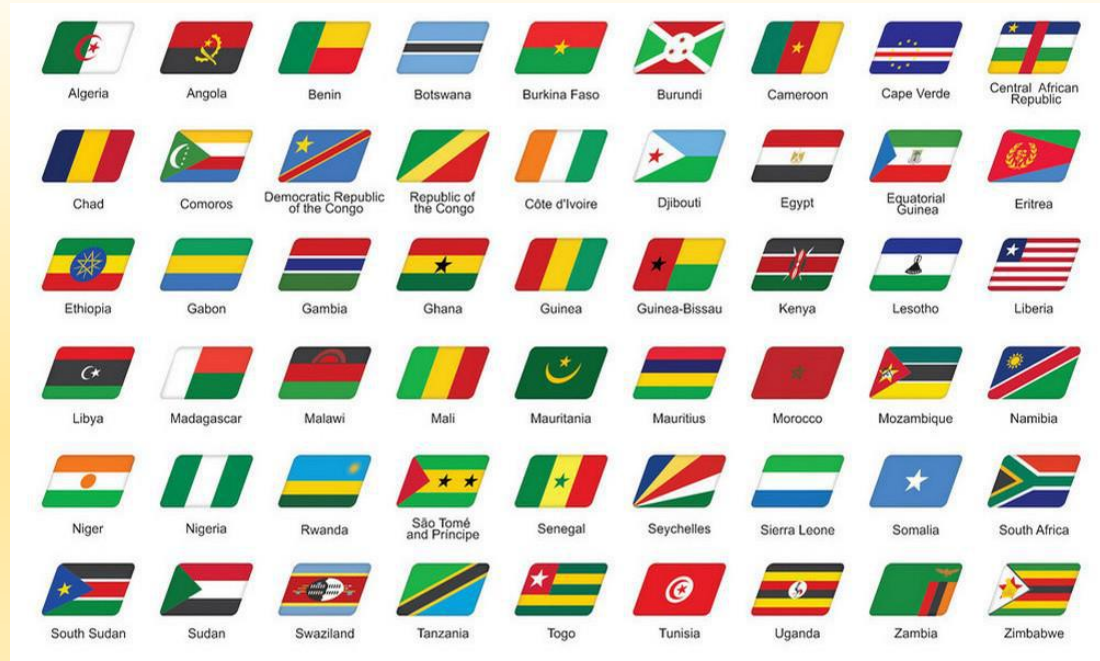 Algeria
Angola
Benin
Botswana
Burkina Faso
Burundi
Cameroon
Cape Verde
Central African
Republic
Chad
Comoros
Democratic Republic
of the Congo
Republic of
the Congo
Côte d'Ivoire
Djibouti
Egypt
Equatorial
Guinea
Eritrea
Ethiopia
Gabon
Gambia
Ghana
Guinea
Guinea-Bissau
Kenya
Lesotho
Liberia
Libya
Madagascar
Malawi
Mali
Mauritania
Mauritius
Morocco
Mozambique
Namibia
Niger
Nigeria
Rwanda
São Tomé
and Príncipe
Senegal
Seychelles
Sierra Leone
Somalia
South Africa
South Sudan
Sudan
Swaziland
Tanzania
Togo
Tunisia
Uganda
Zambia
Zimbabwe